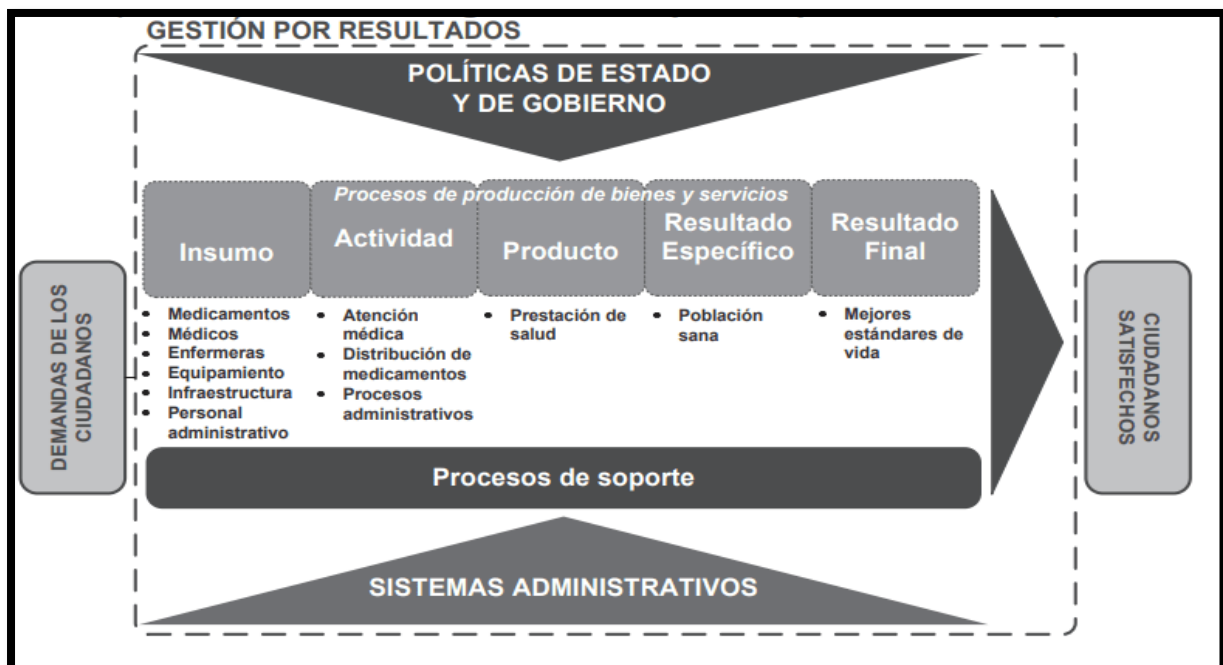 GESTIÓN POR RESULTADOS
POLÍTICAS DE ESTADO
Y DE GOBIERNO
Procesos de producción de bienes y servicios
Insumo
Actividad
Producto
Resultado
Específico
Resultado
Final
DEMANDAS DE LOS
CIUDADANOS
• Medicamentos
• Médicos
• Enfermeras
• Equipamiento
• Infraestructura
• Personal
administrativo
• Atención
médica
• Distribución de
medicamentos
• Procesos
administrativos
• Prestación de
salud
• Población
sana
• Mejores
estándares de
vida
CIUDADANOS
SATISFECHOS
Procesos de soporte
SISTEMAS ADMINISTRATIVOS